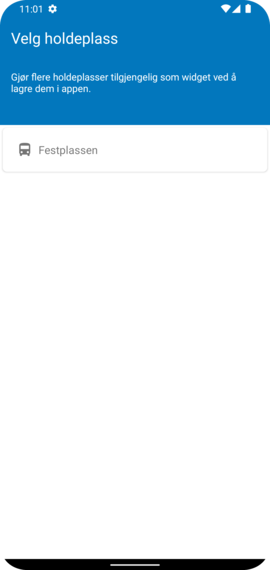 11:01
Velg holdeplass
Gjør flere holdeplasser tilgjengelig som widget ved å
lagre dem i appen.
Festplassen